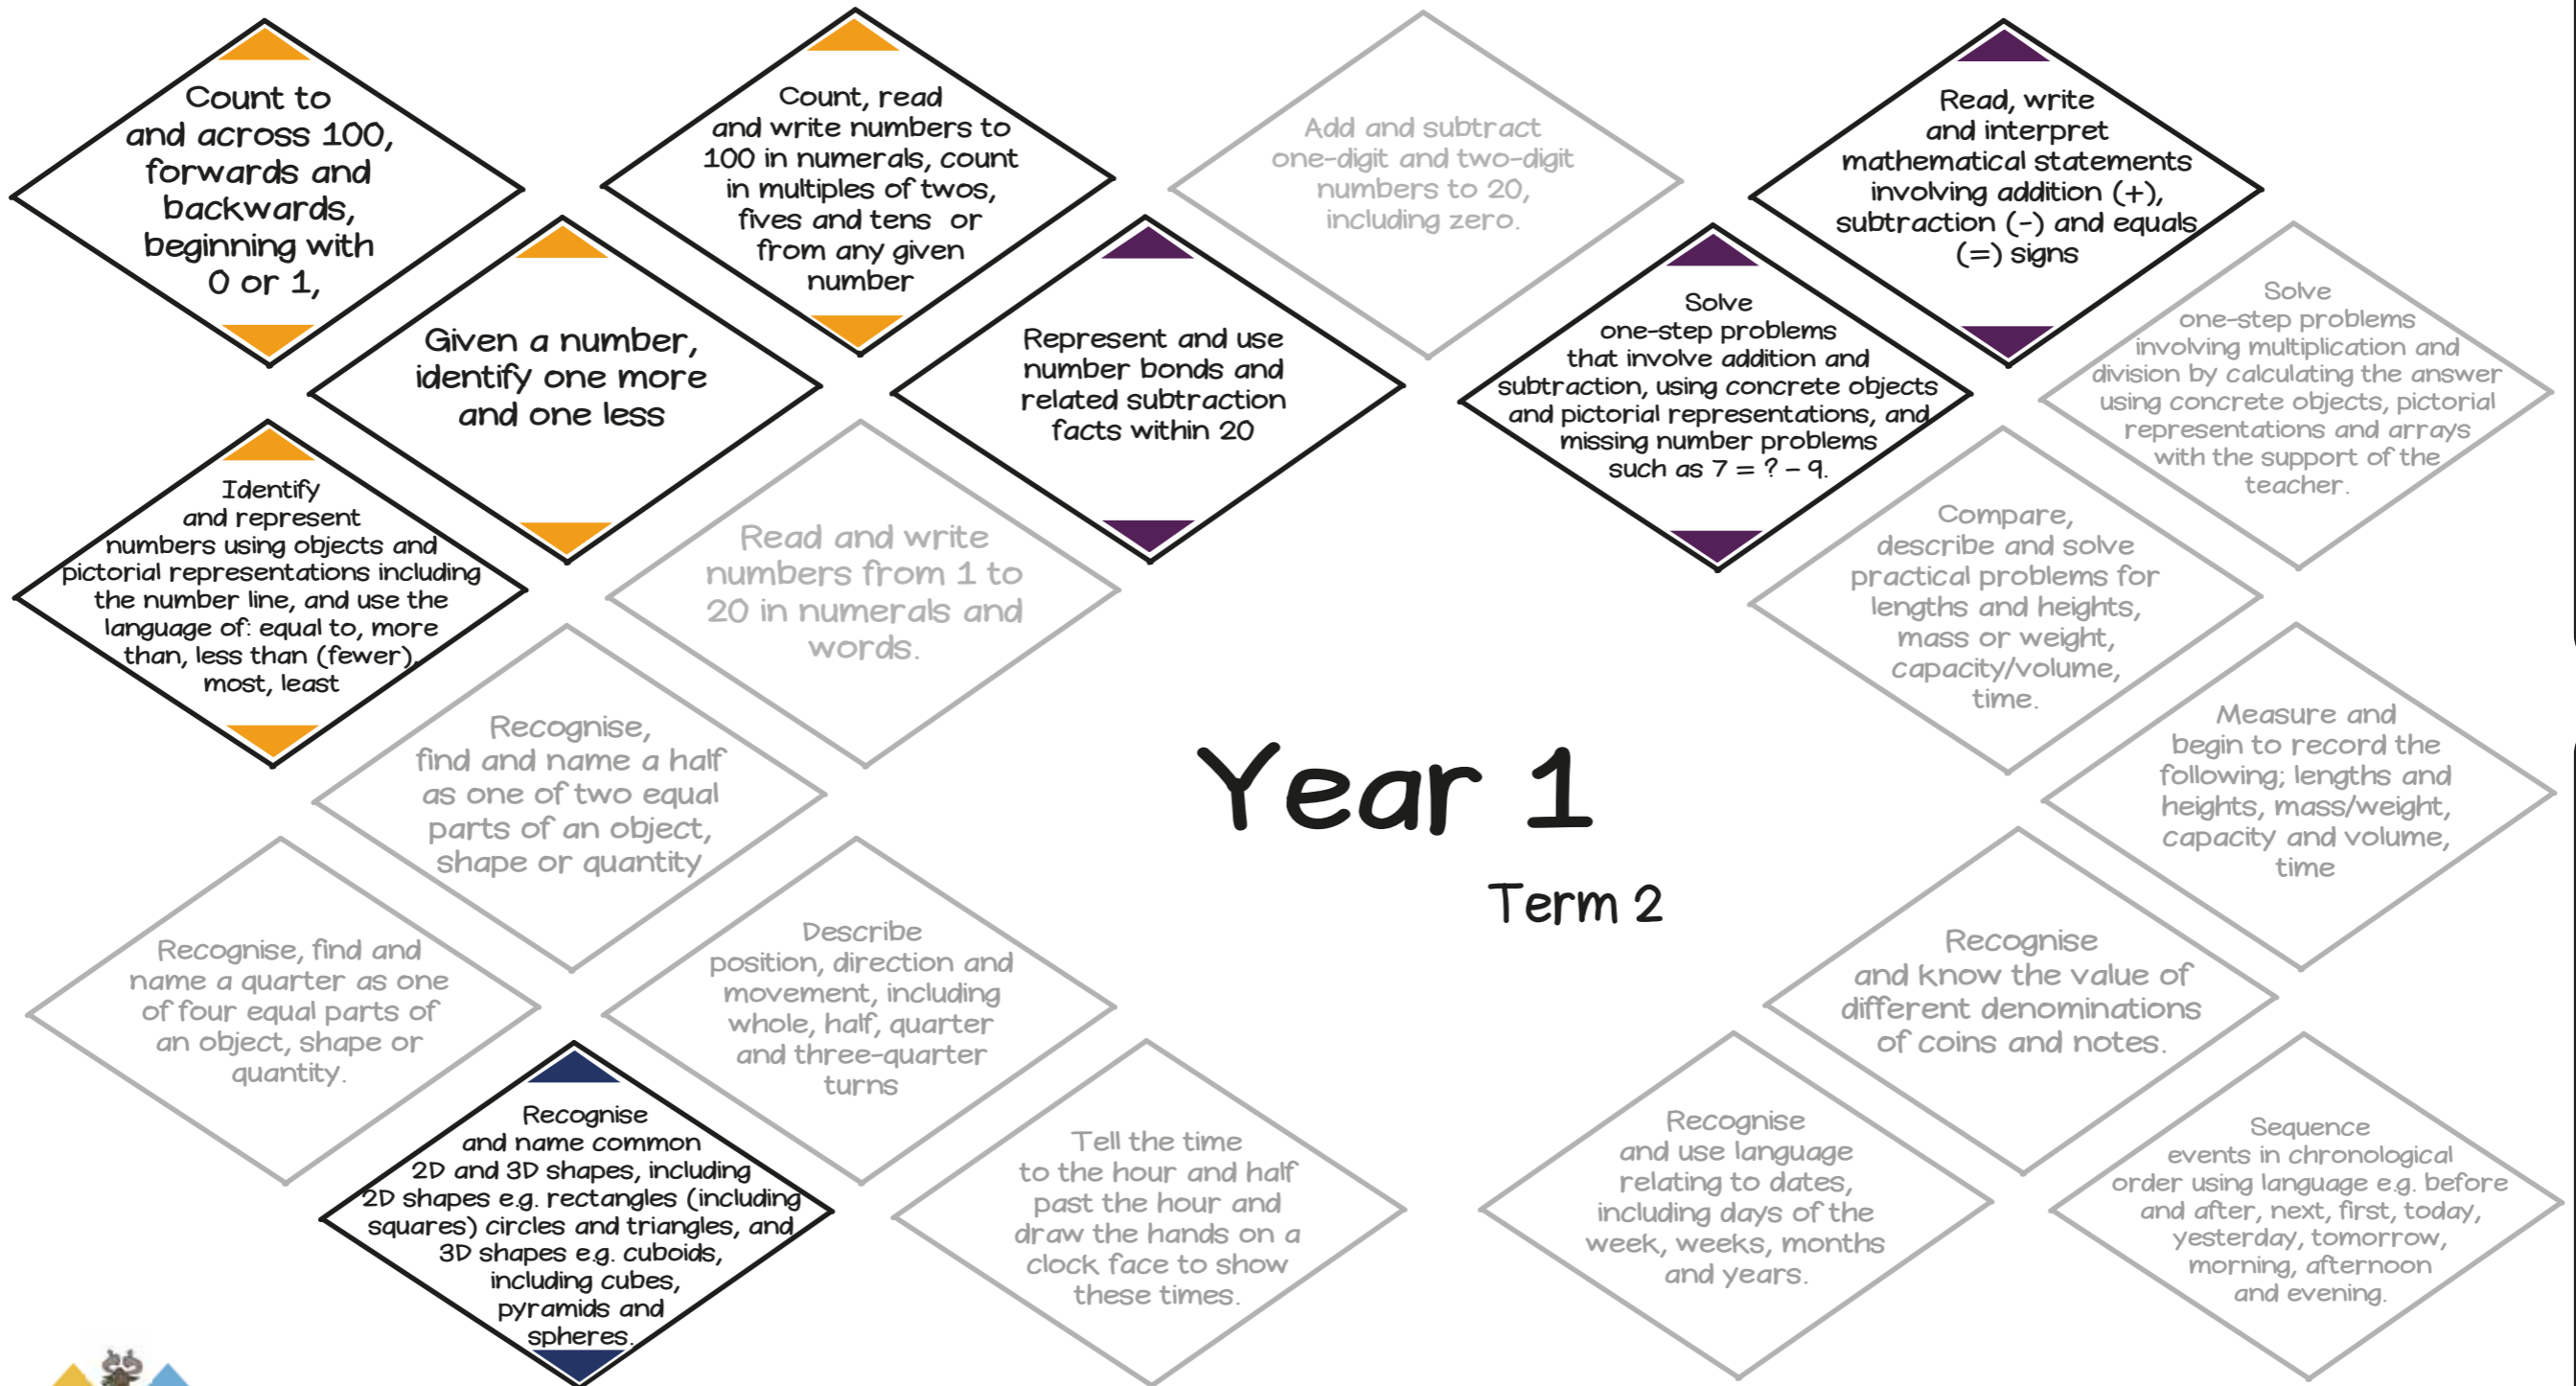 Count to
and across 100,
forwards and
backwards,
beginning with
0 or 1,
Count, read
and write numbers to
100 in numerals, count
in multiples of twos,
fives and tens or
from any given
number
Add and subtract
one-digit and two-digit
numbers to 20,
including zero.
Read, write
and interpret
mathematical statements
involving addition (+),
subtraction (-) and equals
(=) signs
Given a number,
identify one more
and one less
Represent and use
number bonds and
related subtraction
facts within 20
Solve
one-step problems
that involve addition and
subtraction, using concrete objects
and pictorial representations, and
missing number problems
such as 7 = ? – 9.
Solve
one-step problems
involving multiplication and
division by calculating the answer
using concrete objects, pictorial
representations and arrays
with the support of the
teacher.
Identify
and represent
numbers using objects and
pictorial representations including
the number line, and use the
language of: equal to, more
than, less than (fewer),
most, least
Read and write
numbers from 1 to
20 in numerals and
words.
Compare,
describe and solve
practical problems for
lengths and heights,
mass or weight,
capacity/volume,
time.
Recognise,
find and name a half
as one of two equal
parts of an object,
shape or quantity
Year 1
Term 2
Measure and
begin to record the
following; lengths and
heights, mass/weight,
capacity and volume,
time
Recognise, find and
name a quarter as one
of four equal parts of
an object, shape or
quantity.
Describe
position, direction and
movement, including
whole, half, quarter
and three-quarter
turns
Recognise
and know the value of
different denominations
of coins and notes.
Recognise
and name common
2D and 3D shapes, including
2D shapes e.g. rectangles (including
squares) circles and triangles, and
3D shapes e.g. cuboids,
including cubes,
pyramids and
spheres.
Tell the time
to the hour and half
past the hour and
draw the hands on a
clock face to show
these times.
Recognise
and use language
relating to dates,
including days of the
week, weeks, months
and years.
Sequence
events in chronological
order using language e.g. before
and after, next, first, today,
yesterday, tomorrow,
morning, afternoon
and evening.